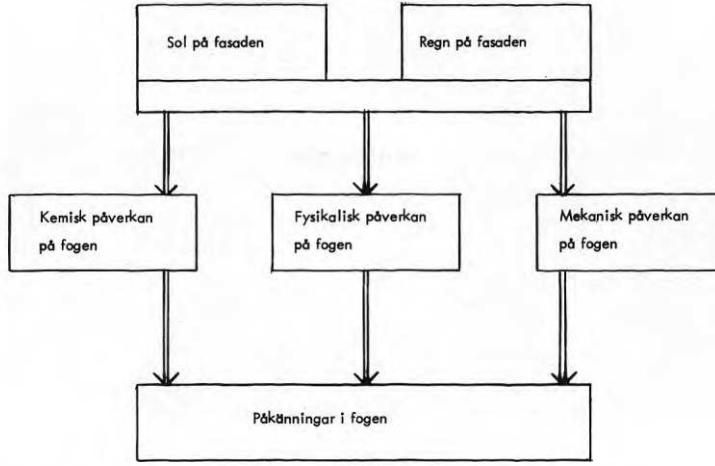 Sol på fasaden
Regn på fasaden
Kemisk påverkan
på fogen
Fysikalisk påverkan
på fogen
Mekanisk påverkan
på fogen
Påkänningar i fogen